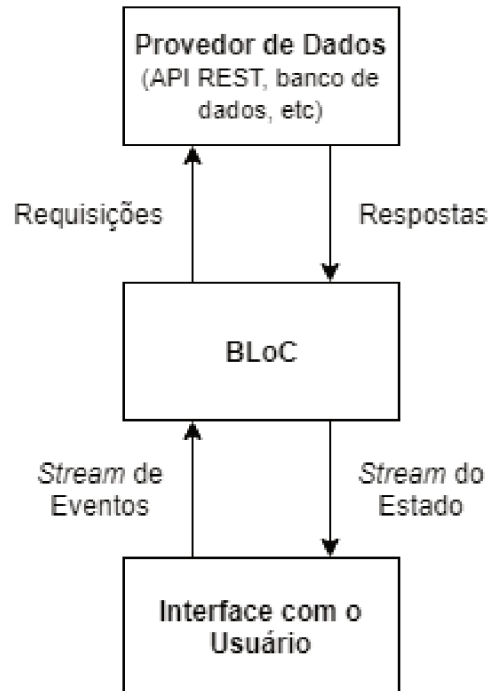 Provedor de Dados
(API REST, banco de
dados, etc)
Requisições
Respostas
BLoC
Stream de
Eventos
Stream do
Estado
Interface com o
Usuário